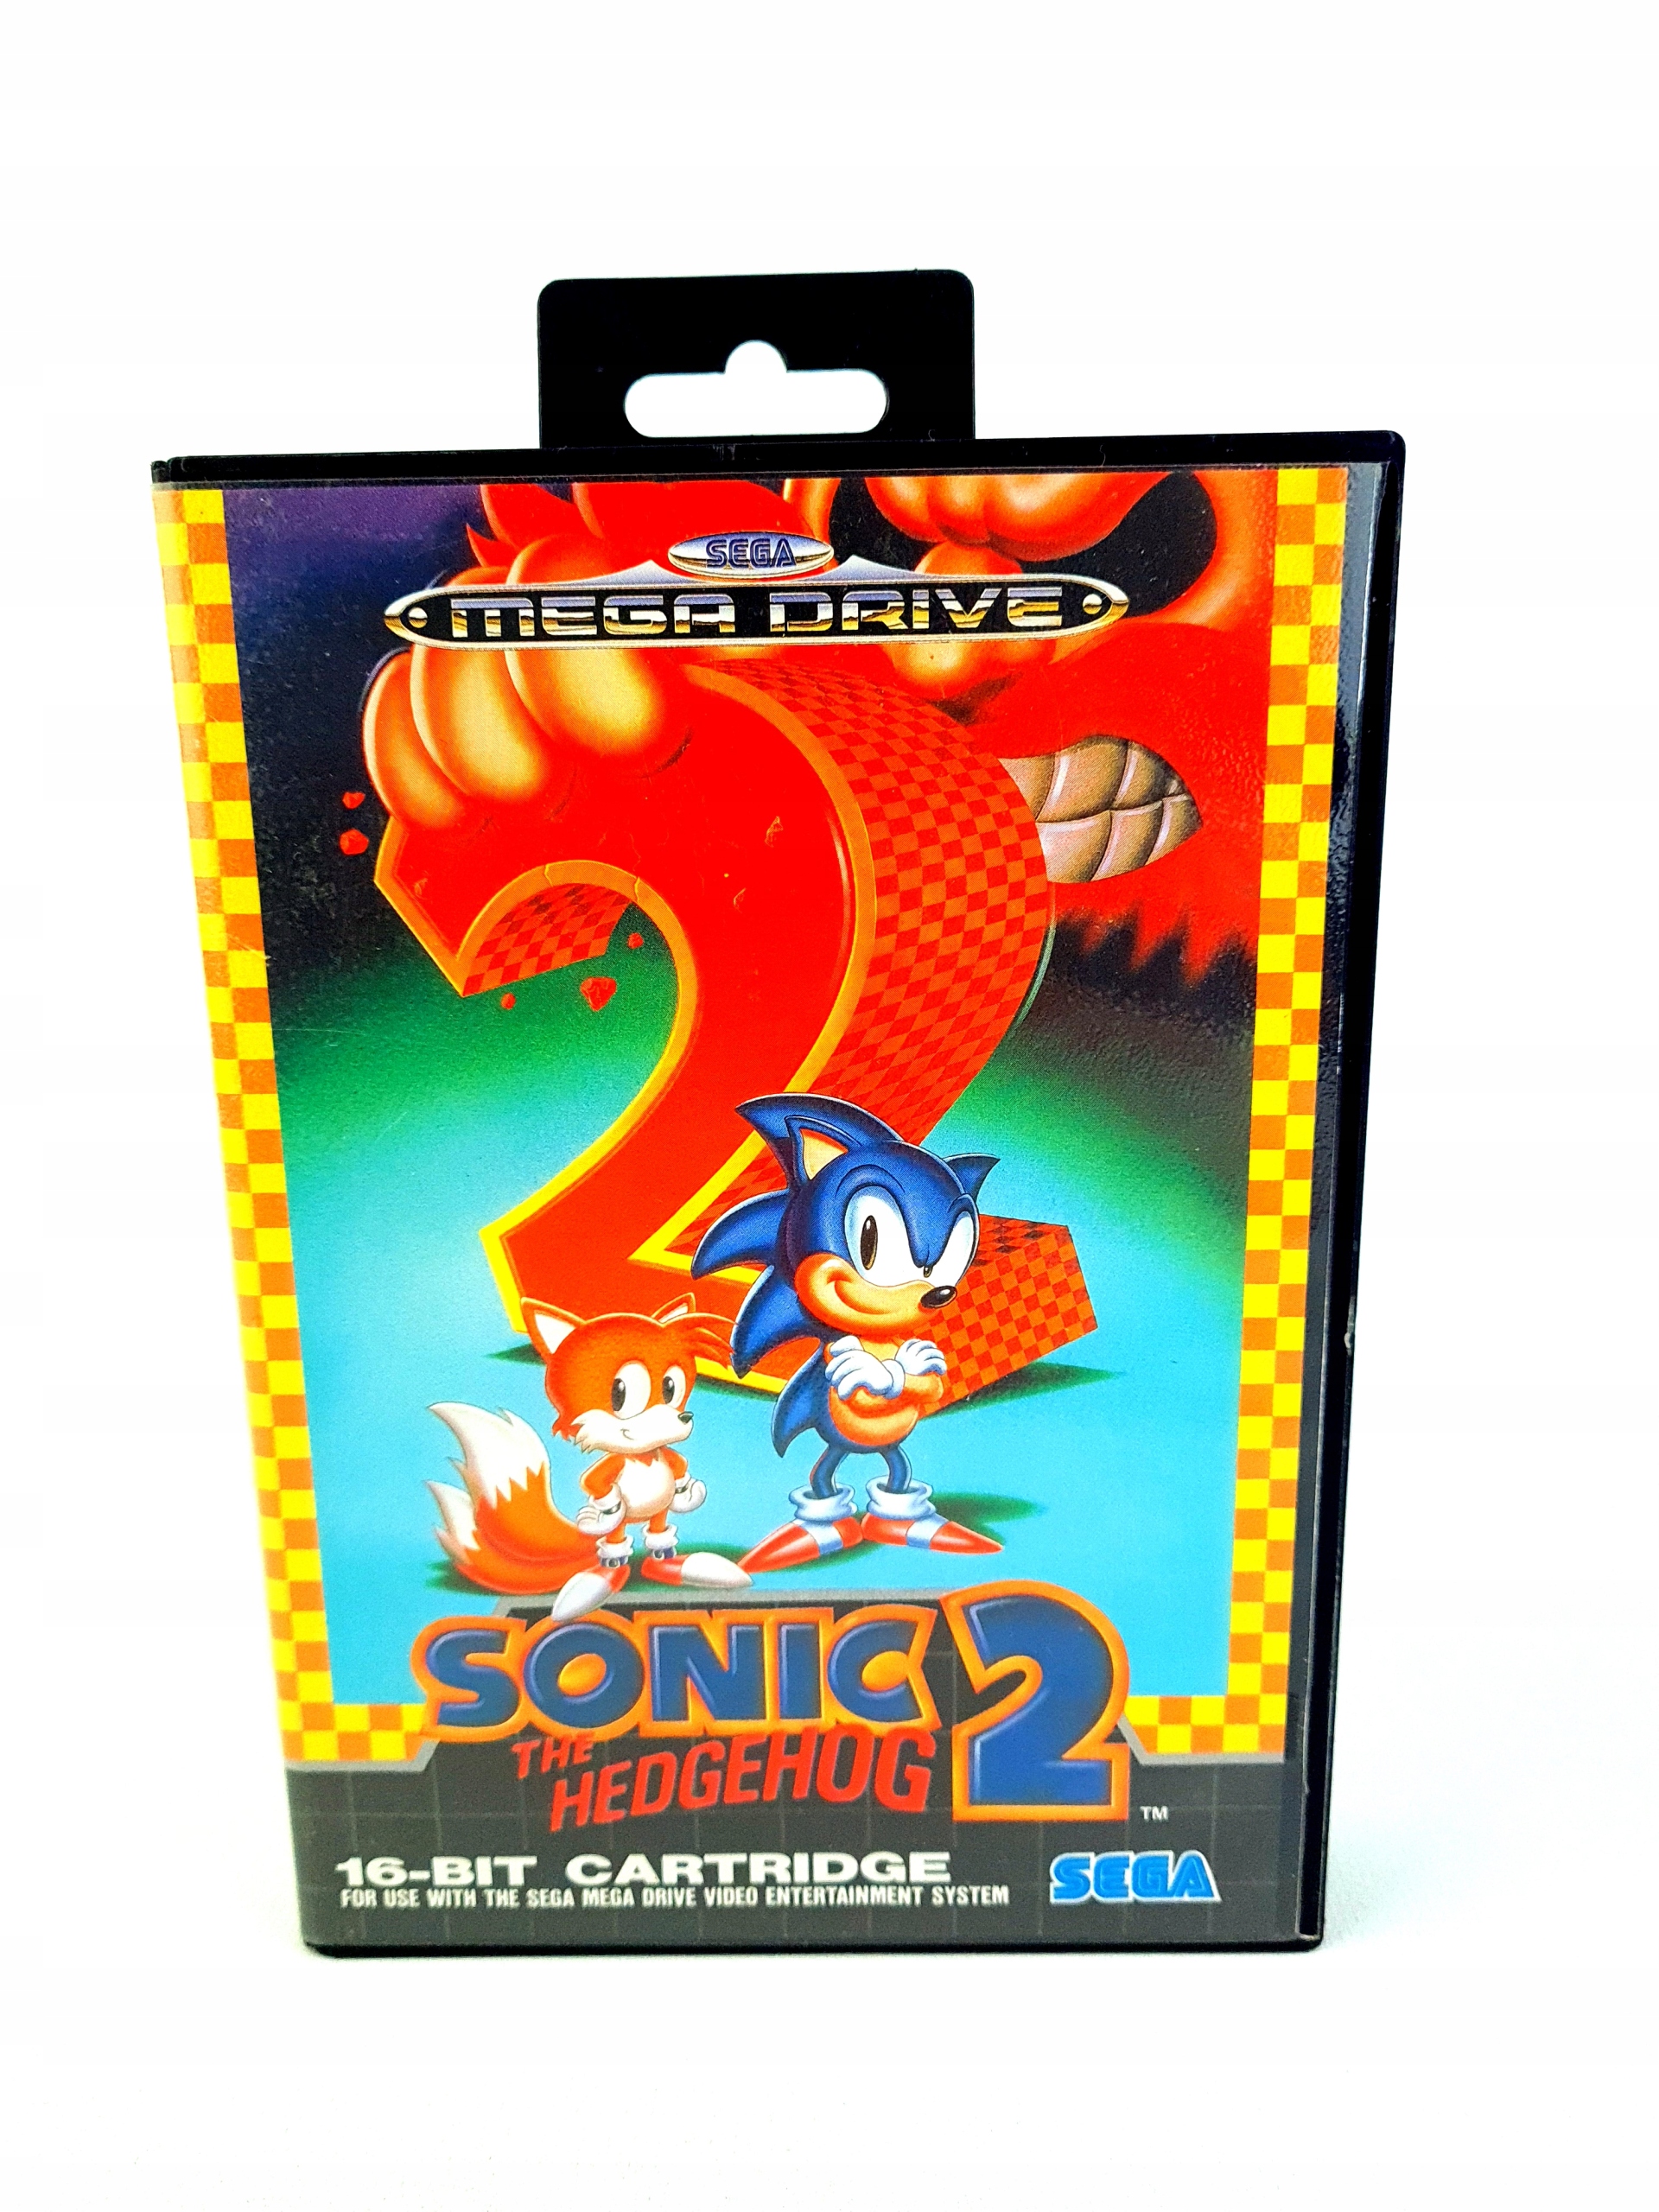 SEGA
MEGA DRIVE
2
SONIC 2
THE
HEDGEHOG
TM
16-BIT CARTRIDGE
FOR USE WITH THE SEGA MEGA DRIVE VIDEO ENTERTAINMENT SYSTEM
SEGA